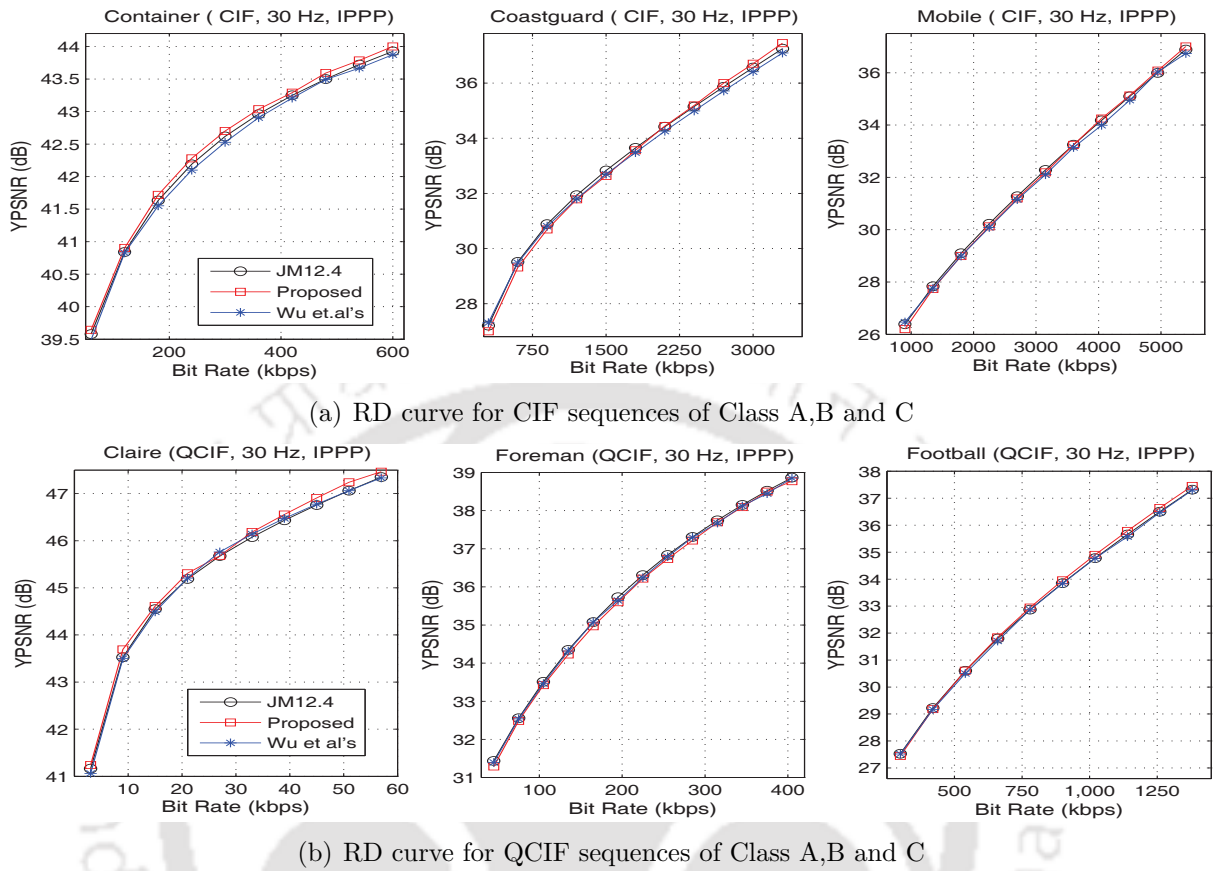 Container ( CIF, 30 Hz, IPPP)
YPSNR (dB)
44
43.5
43
42.5
42
41.5
41
40.5
40
39.5
200
400
600
Bit Rate (kbps)
JM12.4
Proposed
Wu et.al's
Coastguard ( CIF, 30 Hz, IPPP)
YPSNR (dB)
36
34
32
30
28
750
1500
2250
3000
Bit Rate (kbps)
Mobile ( CIF, 30 Hz, IPPP)
YPSNR (dB)
36
34
32
30
28
26
1000
2000
3000
4000
5000
Bit Rate (kbps)
(a) RD curve for CIF sequences of Class A,B and C
Claire (QCIF, 30 Hz, IPPP)
YPSNR (dB)
47
46
45
44
43
42
41
10
20
30
40
50
60
Bit Rate (kbps)
JM12.4
Proposed
Wu et al's
Foreman (QCIF, 30 Hz, IPPP)
YPSNR (dB)
39
38
37
36
35
34
33
32
31
100
200
300
400
Bit Rate (kbps)
Football (QCIF, 30 Hz, IPPP)
YPSNR (dB)
38
37
36
35
34
33
32
31
30
29
28
27
500
750
1,000
1250
Bit Rate (kbps)
(b) RD curve for QCIF sequences of Class A,B and C